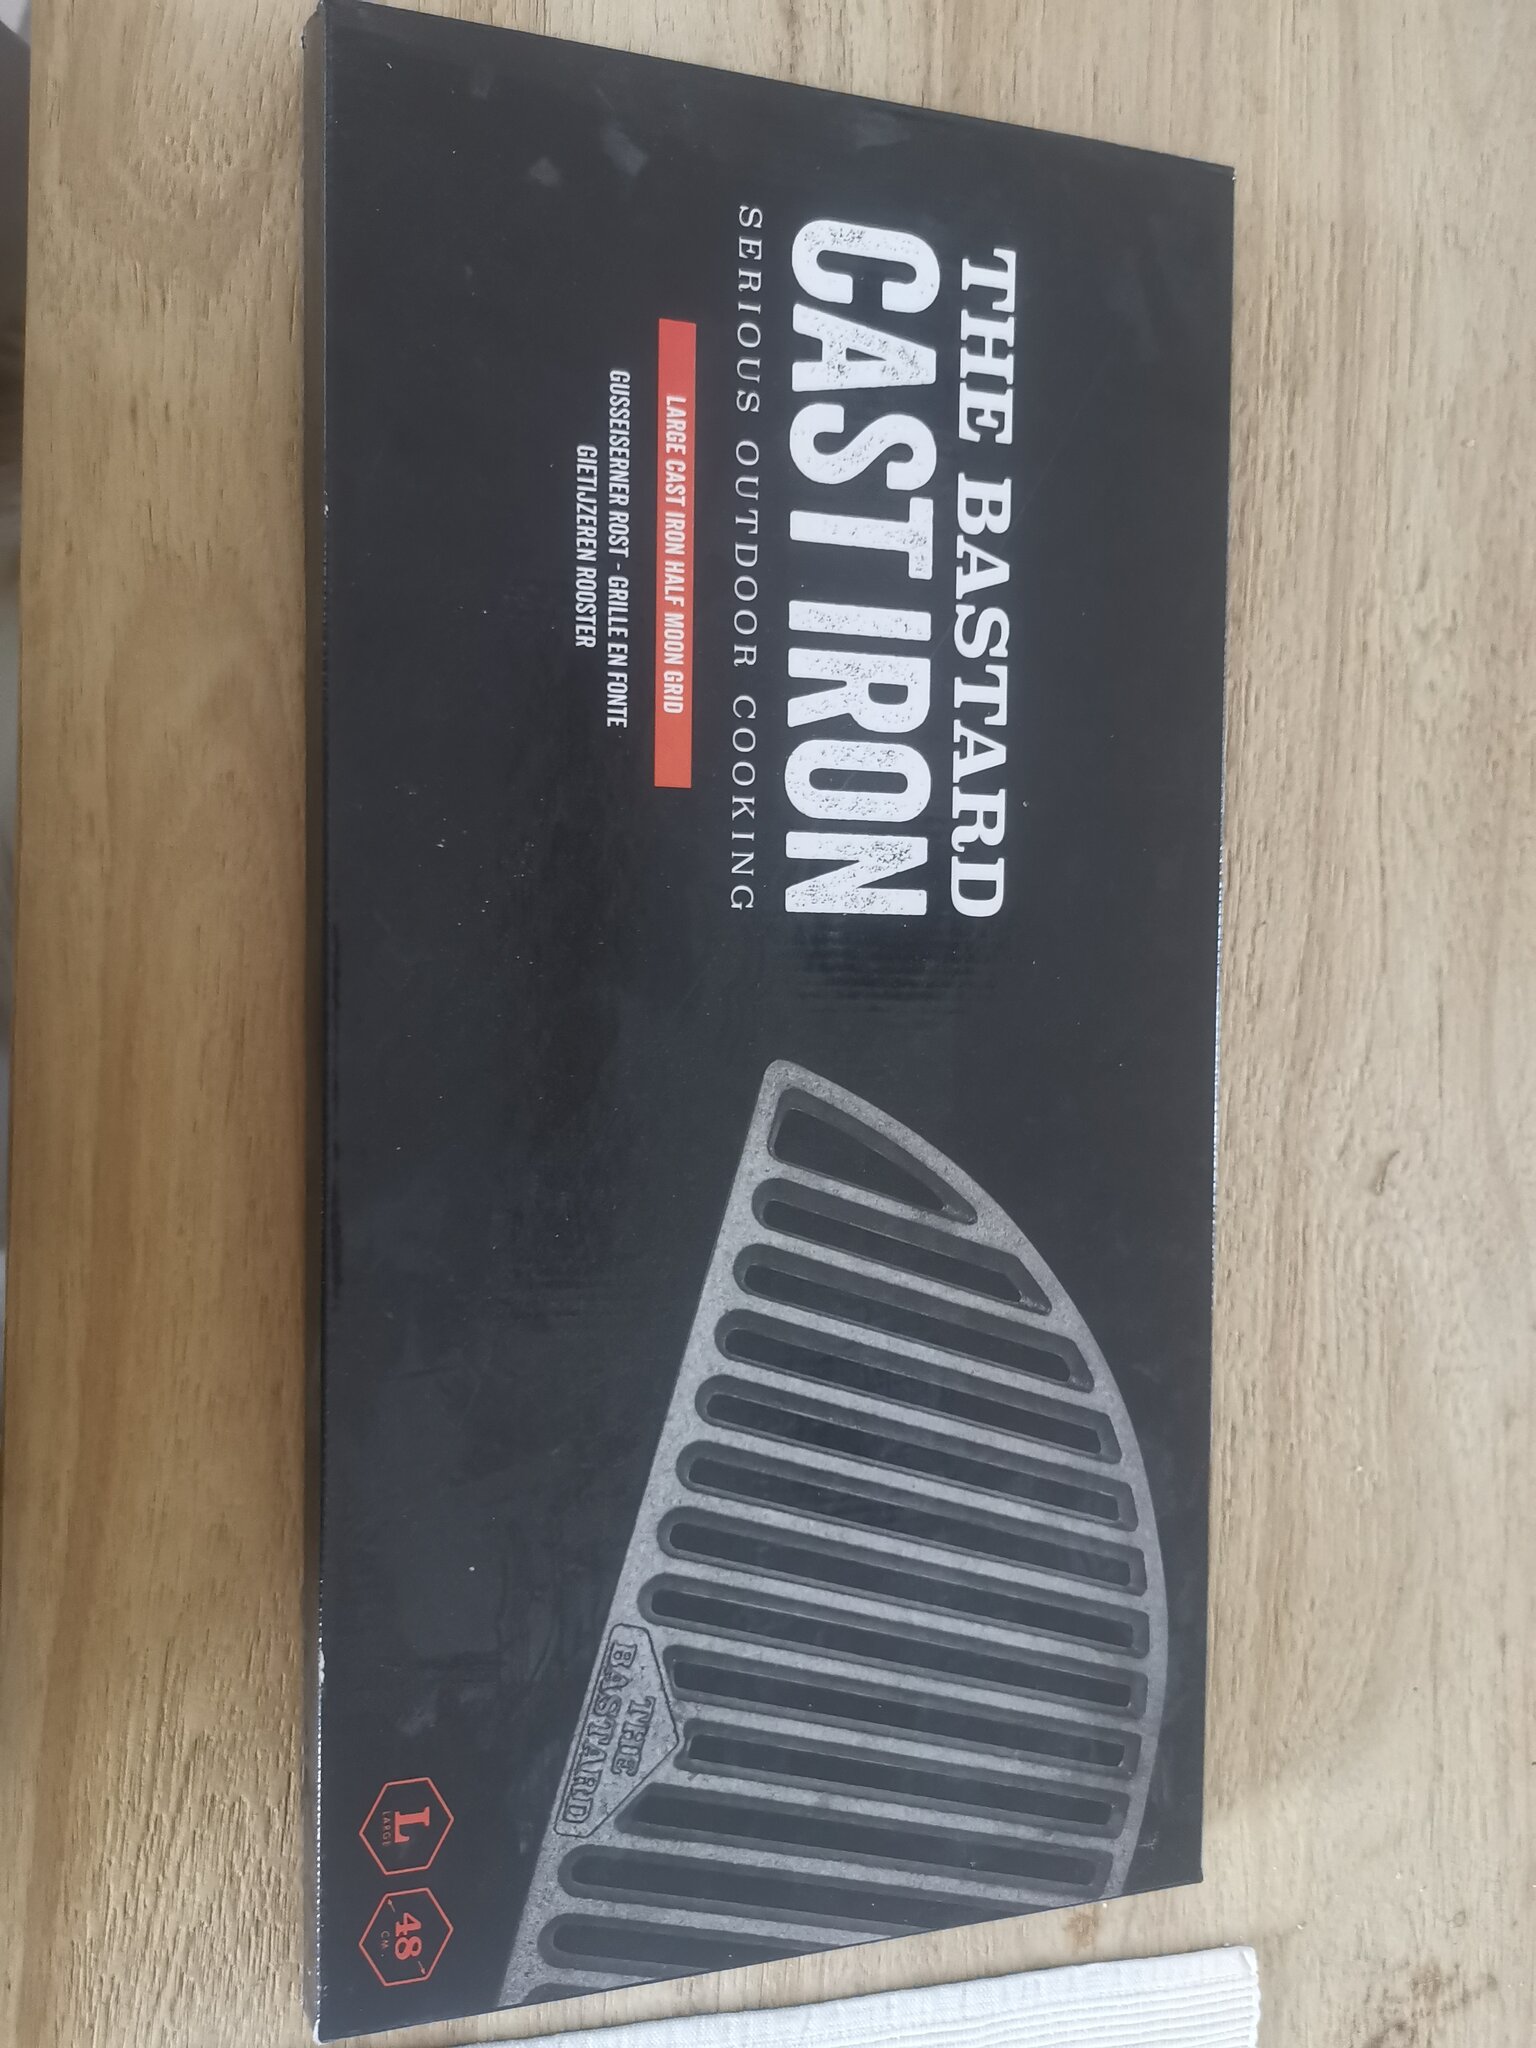 THE BASTARD
CAST IRON
SERIOUS OUTDOOR COOKING
LARGE CAST IRON HALF MOON GRID
GUSSEISERNER ROST - GRILLE EN FONTE
GIETIJZEREN ROOSTER
THE
BASTARD
L
LARGE
48
CM.